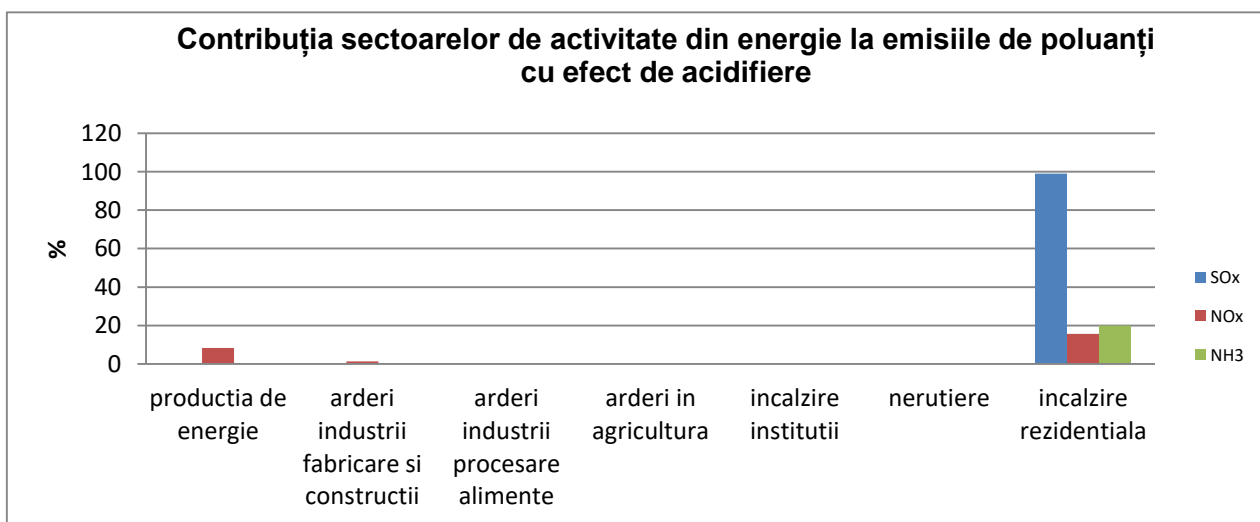 Contribuția sectoarelor de activitate din energie la emisiile de poluanți
cu efect de acidifiere
120
100
80
60
40
20
0
%
productia de
energie
arderi
industrii
fabricare si
constructii
arderi
industrii
procesare
alimente
arderi in
agricultura
incalzire
institutii
nerutiere
incalzire
rezidentiala
SOx
NOx
NH3